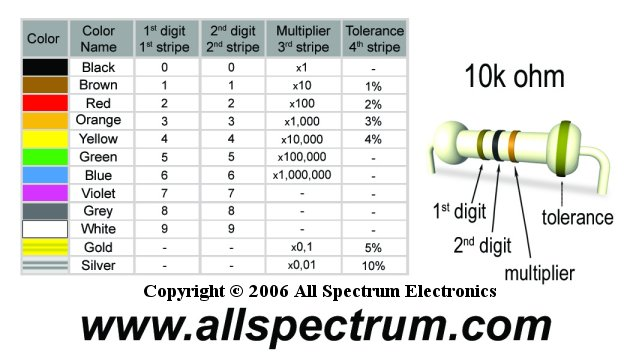 Color Color Name 1st digit 1st stripe 2nd digit 2nd stripe Multiplier 3rd stripe Tolerance 4th stripe
Black 0 0 x1 -
Brown 1 1 x10 1%
Red 2 2 x100 2%
Orange 3 3 x1,000 3%
Yellow 4 4 x10,000 4%
Green 5 5 x100,000 -
Blue 6 6 x1,000,000 -
Violet 7 7 - -
Grey 8 8 - -
White 9 9 - -
Gold - - x0,1 5%
Silver - - x0,01 10%
10k ohm
1st digit
2nd digit
multiplier
tolerance
Copyright © 2006 All Spectrum Electronics
www.allspectrum.com